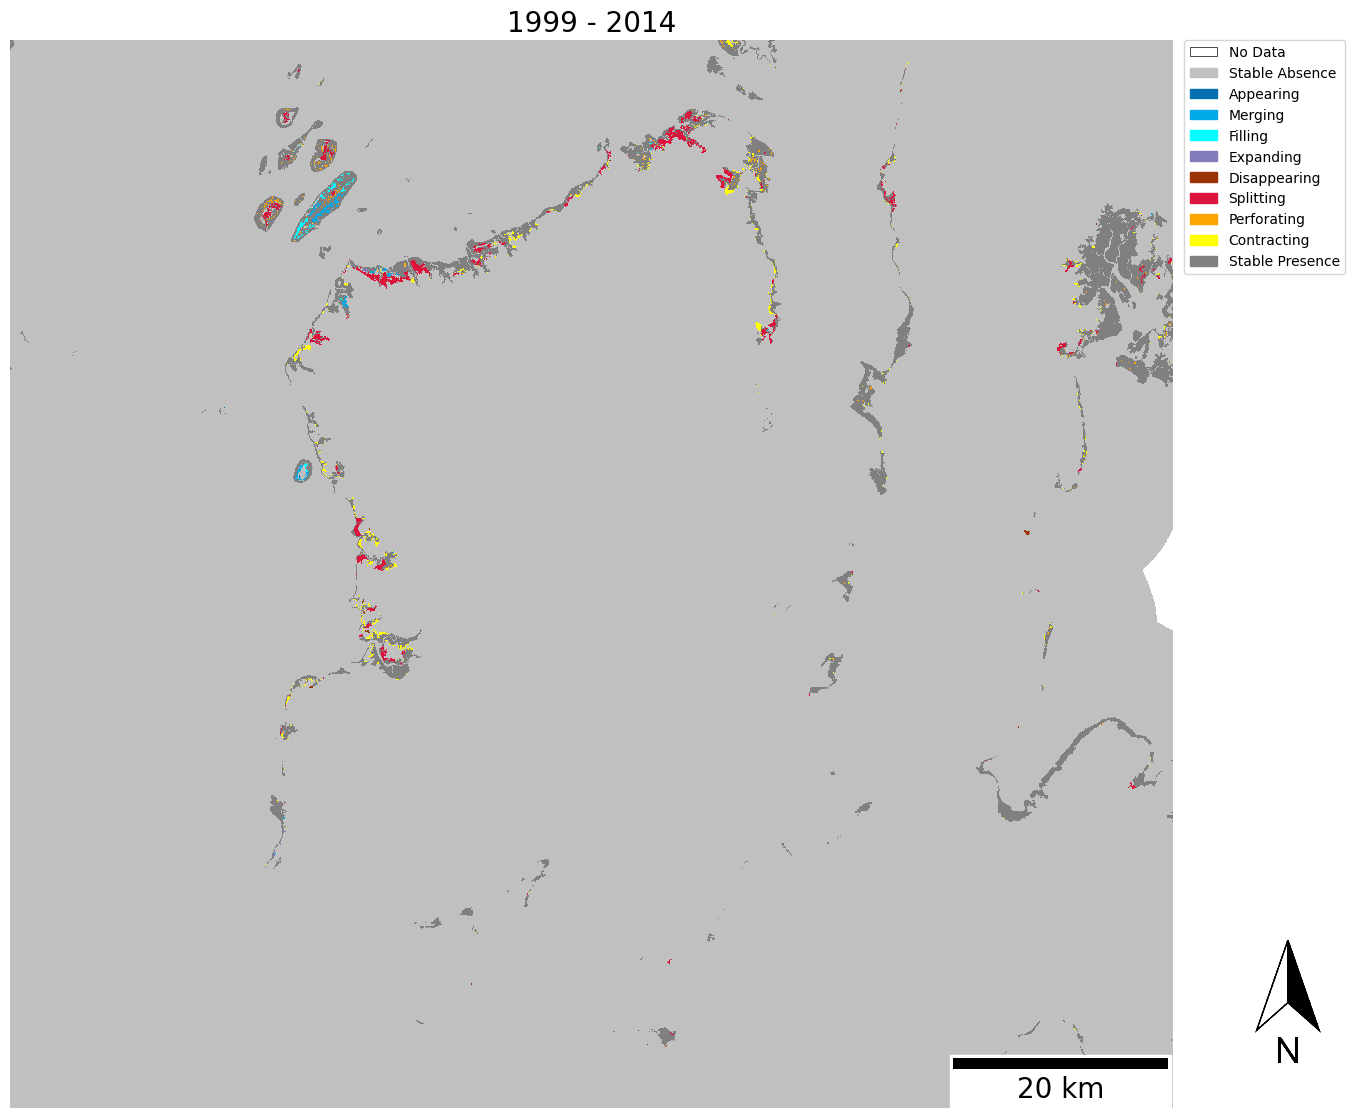 1999 - 2014
No Data
Stable Absence
Appearing
Merging
Filling
Expanding
Disappearing
Splitting
Perforating
Contracting
Stable Presence
N
20 km